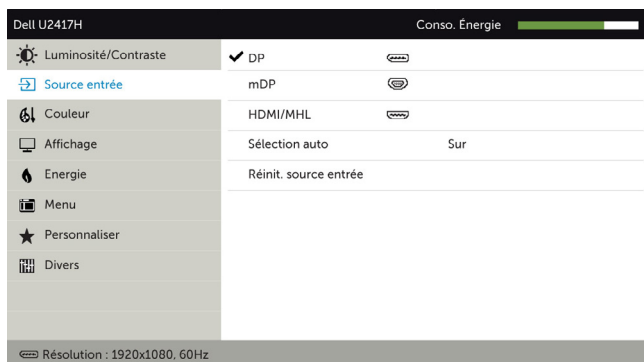 Dell U2417H Conso. Énergie
Luminosité/Contraste DP
Source entrée mDP
Couleur HDMI/MHL
Affichage Sélection auto Sur
Energie Réinit. source entrée
Menu
Personnaliser
Divers
Résolution : 1920x1080, 60Hz